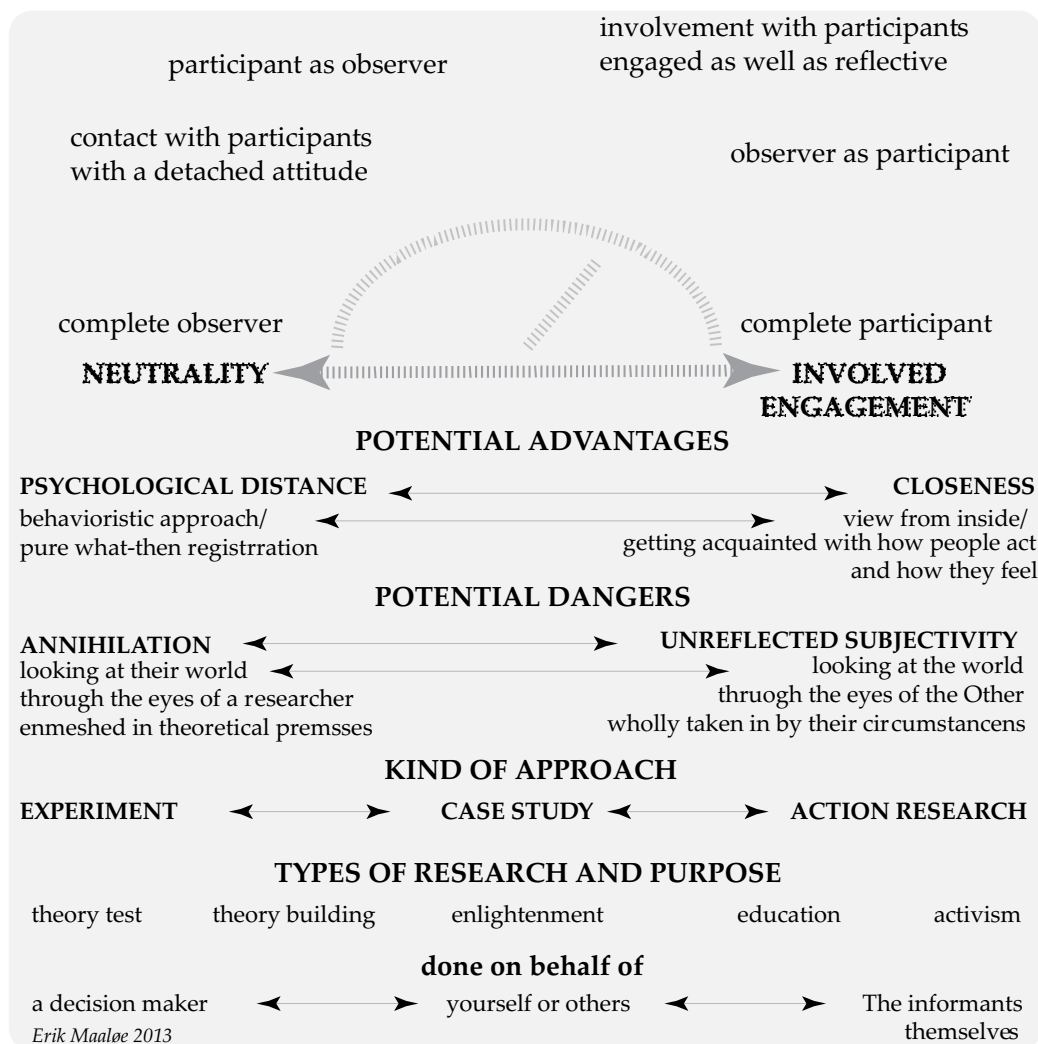 involvement with participants
participant as observer
engaged as well as reflective
contact with participants
with a detached attitude
observer as participant
complete observer
complete participant
NEUTRALITY
INVOLVED
ENGAGEMENT
POTENTIAL ADVANTAGES
PSYCHOLOGICAL DISTANCE
CLOSENESS
behavioristic approach/
pure what-then registrration
view from inside/
getting acquainted with how people act
and how they feel
POTENTIAL DANGERS
ANNIHILATION
UNREFLECTED SUBJECTIVITY
looking at their world
through the eyes of a researcher
enmeshed in theoretical premsses
looking at the world
thruogh the eyes of the Other
wholly taken in by their circumstancens
KIND OF APPROACH
EXPERIMENT CASE STUDY ACTION RESEARCH
TYPES OF RESEARCH AND PURPOSE
theory test theory building enlightenment education activism
done on behalf of
a decision maker yourself or others The informants
themselves
Erik Maaløe 2013